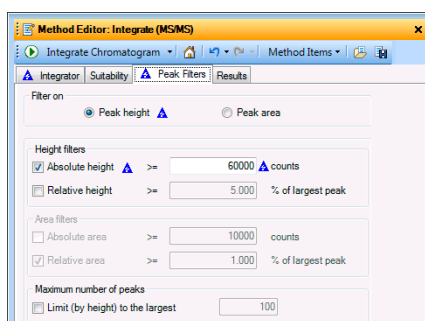 Method Editor: Integrate (MS/MS)
Integrate Chromatogram Method Items
Integrator Suitability Peak Filters Results
Filter on
Peak height Peak area
Height filters
Absolute height >= 60000 counts
Relative height >= 5.000 % of largest peak
Area filters
Absolute area >= 10000 counts
Relative area >= 1.000 % of largest peak
Maximum number of peaks
Limit (by height) to the largest 100